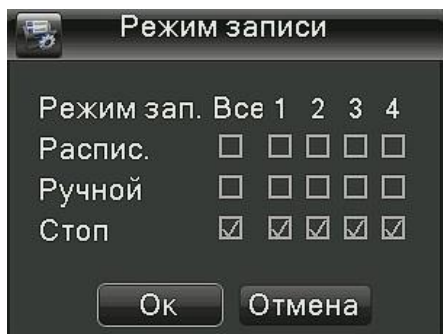 Режим записи
Режим зап. Все 1 2 3 4
Распис.
Ручной
Стоп
Ок Отмена